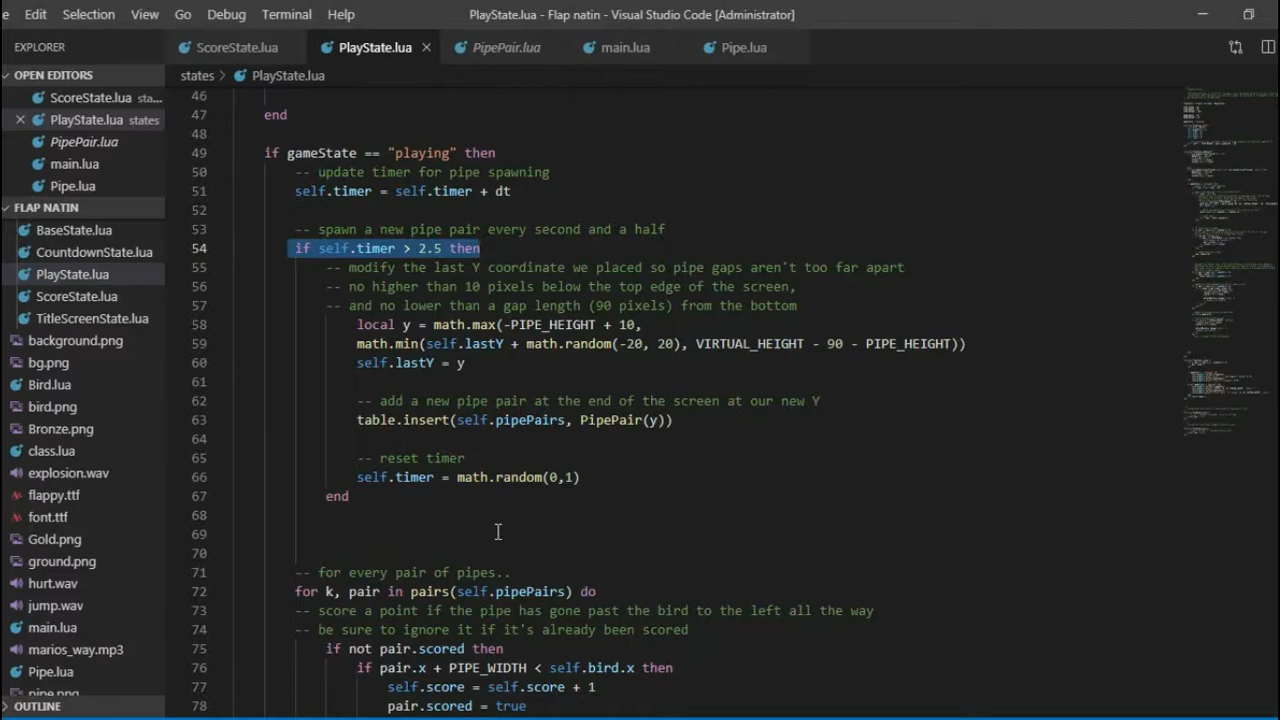 e Edit Selection View Go Debug Terminal Help PlayState.lua - Flap natin - Visual Studio Code [Administrator]
EXPLORER
ScoreState.lua PlayState.lua PipePair.lua main.lua Pipe.lua
OPEN EDITORS
ScoreState.lua sta...
PlayState.lua states
PipePair.lua
main.lua
Pipe.lua
FLAP NATIN
BaseState.lua
CountdownState.lua
PlayState.lua
ScoreState.lua
TitleScreenState.lua
background.png
bg.png
Bird.lua
bird.png
Bronze.png
class.lua
explosion.wav
flappy.ttf
font.ttf
Gold.png
ground.png
hurt.wav
jump.wav
main.lua
marios_way.mp3
Pipe.lua
pipe.png
OUTLINE
states > PlayState.lua
46
47 end
48
49 if gameState == "playing" then
50 -- update timer for pipe spawning
51 self.timer = self.timer + dt
52
53 -- spawn a new pipe pair every second and a half
54 if self.timer > 2.5 then
55 -- modify the last Y coordinate we placed so pipe gaps aren't too far apart
56 -- no higher than 10 pixels below the top edge of the screen,
57 -- and no lower than a gap length (90 pixels) from the bottom
58 local y = math.max(-PIPE_HEIGHT + 10,
59 math.min(self.lastY + math.random(-20, 20), VIRTUAL_HEIGHT - 90 - PIPE_HEIGHT))
60 self.lastY = y
61
62 -- add a new pipe pair at the end of the screen at our new Y
63 table.insert(self.pipePairs, PipePair(y))
64
65 -- reset timer
66 self.timer = math.random(0,1)
67 end
68
69
70
71 -- for every pair of pipes..
72 for k, pair in pairs(self.pipePairs) do
73 -- score a point if the pipe has gone past the bird to the left all the way
74 -- be sure to ignore it if it's already been scored
75 if not pair.scored then
76 if pair.x + PIPE_WIDTH < self.bird.x then
77 self.score = self.score + 1
78 pair.scored = true